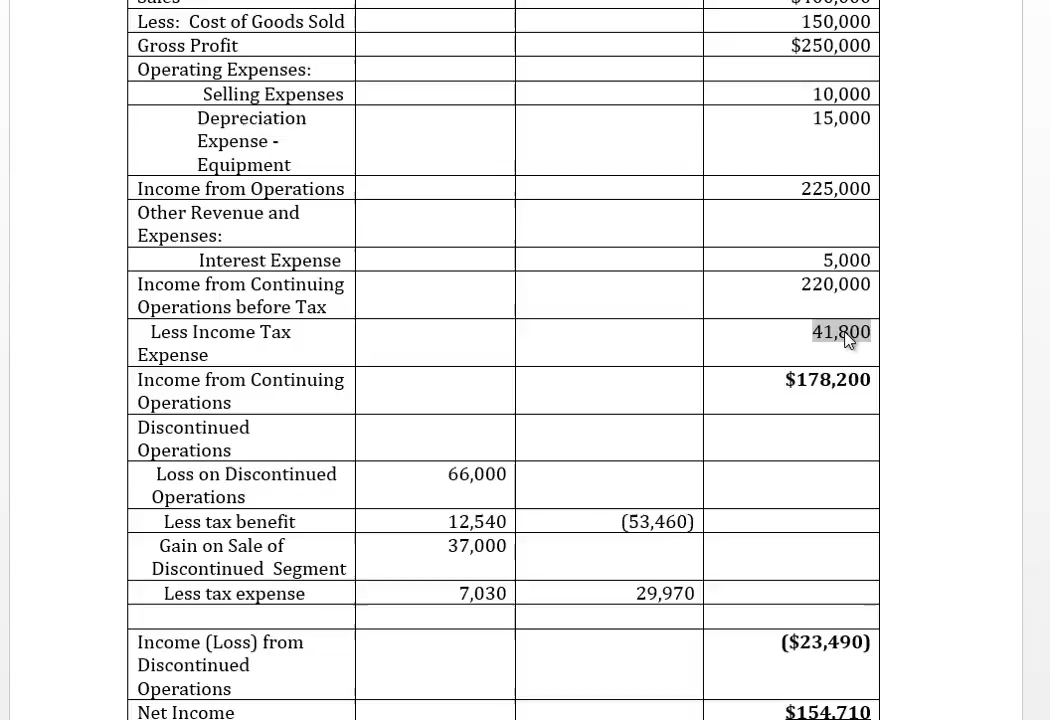 Sales $400,000
Less: Cost of Goods Sold 150,000
Gross Profit $250,000
Operating Expenses:
Selling Expenses 10,000
Depreciation 15,000
Expense -
Equipment
Income from Operations 225,000
Other Revenue and
Expenses:
Interest Expense 5,000
Income from Continuing 220,000
Operations before Tax
Less Income Tax 41,800
Expense
Income from Continuing $178,200
Operations
Discontinued
Operations
Loss on Discontinued 66,000
Operations
Less tax benefit 12,540 (53,460)
Gain on Sale of 37,000
Discontinued Segment
Less tax expense 7,030 29,970
Income (Loss) from ($23,490)
Discontinued
Operations
Net Income $154,710